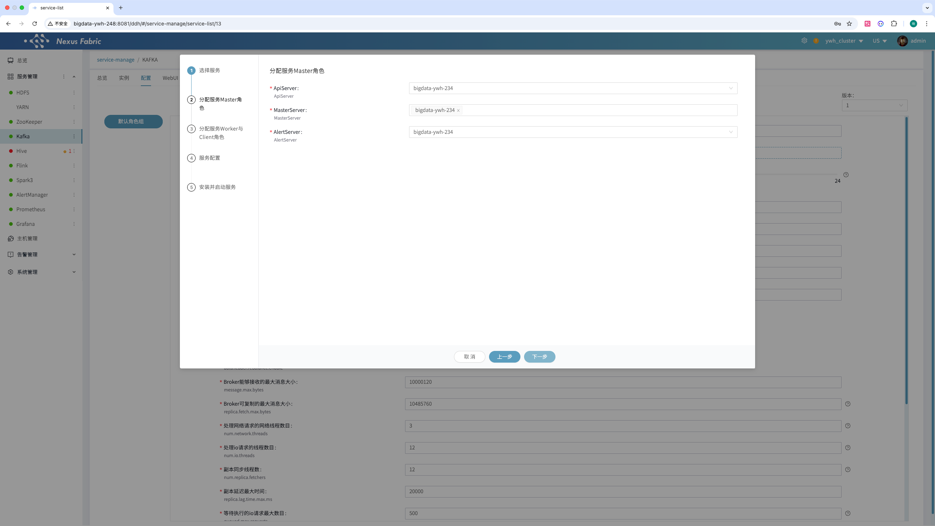 service-list
不安全
bigdata-ywh-248:8081/ddh/#/service-manage/service-list/13
Nexus Fabric
ywh_cluster
US
admin
总览
服务管理
HDFS
YARN
ZooKeeper
Kafka
Hive
2
Flink
Spark3
AlertManager
Prometheus
Grafana
主机管理
告警管理
系统管理
service-manage / KAFKA
总览
实例
配置
WebUI
默认角色组
版本:
1
24
1
选择服务
2
分配服务Master角
色
3
分配服务Worker与
Client角色
4
服务配置
5
安装并启动服务
分配服务Master角色
* ApiServer:
ApiServer
bigdata-ywh-234
* MasterServer:
MasterServer
bigdata-ywh-234 ×
* AlertServer:
AlertServer
bigdata-ywh-234
取 消
上一步
下一步
* Broker能够接收的最大消息大小:
message.max.bytes
10000120
* Broker可复制的最大消息大小:
replica.fetch.max.bytes
10485760
* 处理网络请求的网络线程数目:
num.network.threads
3
* 处理io请求的线程数目:
num.io.threads
12
* 副本同步线程数:
num.replica.fetchers
12
* 副本延迟最大时间:
replica.lag.time.max.ms
20000
* 等待执行的io请求最大数目:
500